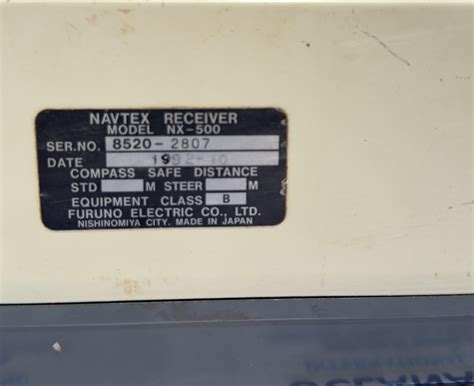 NAVTEX RECEIVER
MODEL NX-500
SER.NO. 8520-2807
DATE 1992-10
COMPASS SAFE DISTANCE
STD M STEER M
EQUIPMENT CLASS B
FURUNO ELECTRIC CO., LTD.
NISHINOMIYA CITY. MADE IN JAPAN